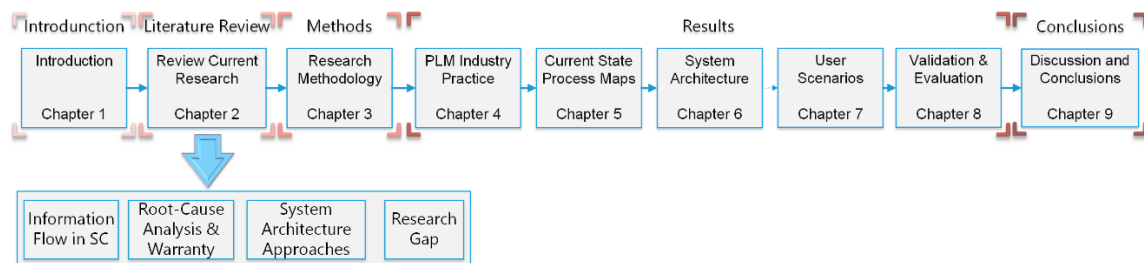 Introdunction
Literature Review
Methods
Results
Conclusions
Introduction
Chapter 1
Review Current
Research
Chapter 2
Research
Methodology
Chapter 3
PLM Industry
Practice
Chapter 4
Current State
Process Maps
Chapter 5
System
Architecture
Chapter 6
User
Scenarios
Chapter 7
Validation &
Evaluation
Chapter 8
Discussion and
Conclusions
Chapter 9
Information
Flow in SC
Root-Cause
Analysis &
Warranty
System
Architecture
Approaches
Research
Gap